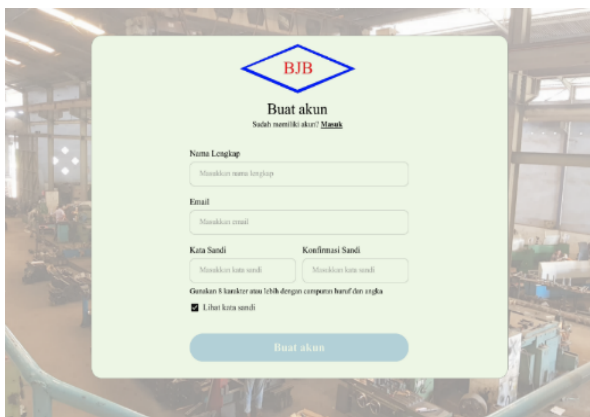 BJB
Buat akun
Sudah memiliki akun? Masuk
Nama Lengkap
Masukkan nama lengkap
Email
Masukkan email
Kata Sandi Konfirmasi Sandi
Masukkan kata sandi Masukkan kata sandi
Gunakan 8 karakter atau lebih dengan campuran huruf dan angka
Lihat kata sandi
Buat akun